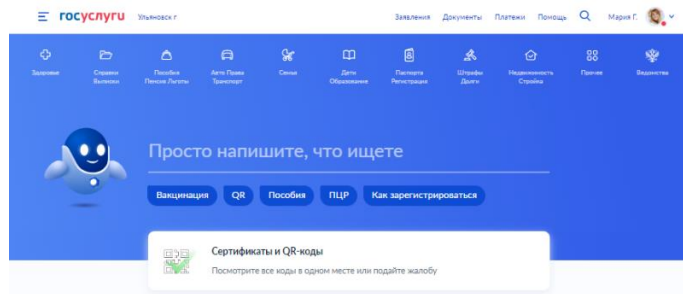 госуслуги Ульяновск г Заявления Документы Платежи Помощь Мария Г.
Здоровье Справки Выписки Пособия Пенсия Льготы Авто Права Транспорт Семья Дети Образование Паспорта Регистрация Штрафы Долги Недвижимость Стройка Прочее Ведомства
Просто напишите, что ищете
Вакцинация QR Пособия ПЦР Как зарегистрироваться
Сертификаты и QR-коды
Посмотрите все коды в одном месте или подайте жалобу